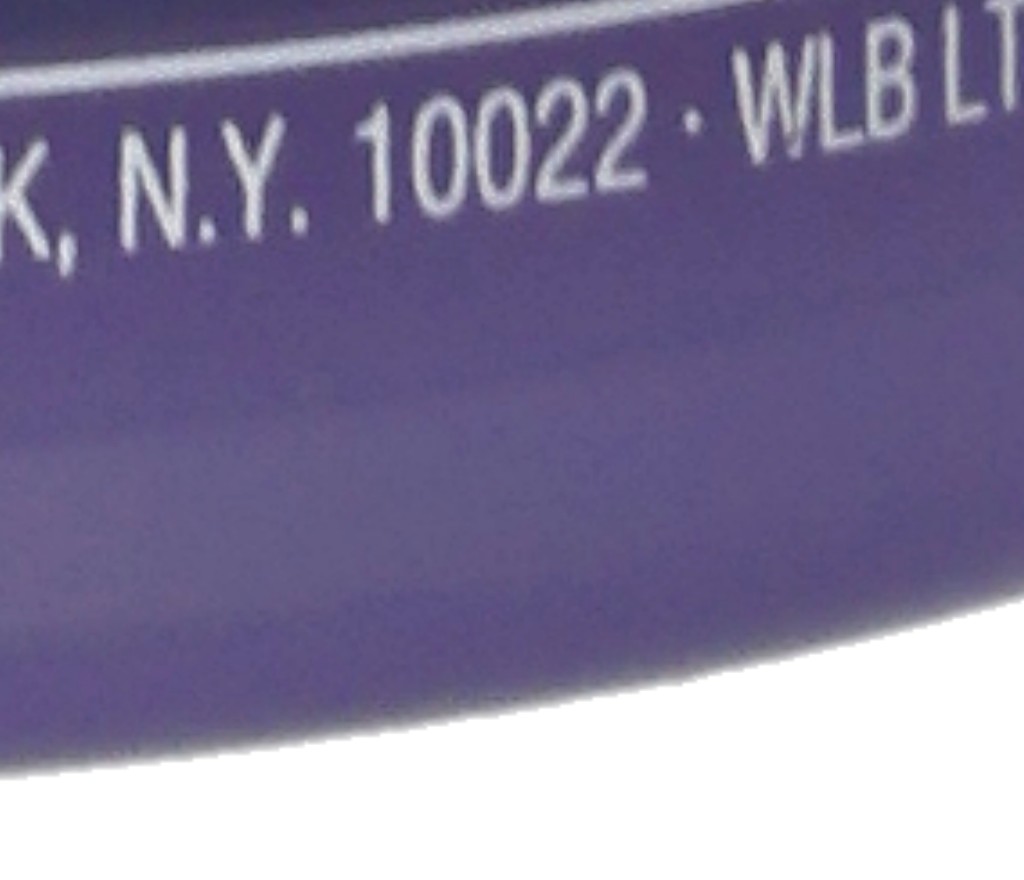 K, N.Y. 10022 · WLB LT